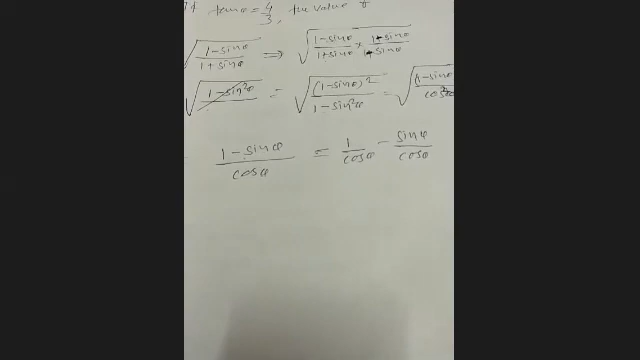 If tanθ = 4/3, the value of
√((1-sinθ)/(1+sinθ)) ⟹ √((1-sinθ)/(1+sinθ) × (1-sinθ)/(1-sinθ))
√(1-sin²θ) = √((1-sinθ)²/(1-sin²θ)) = √((1-sinθ)/cos²θ)
(1-sinθ)/cosθ = 1/cosθ - sinθ/cosθ